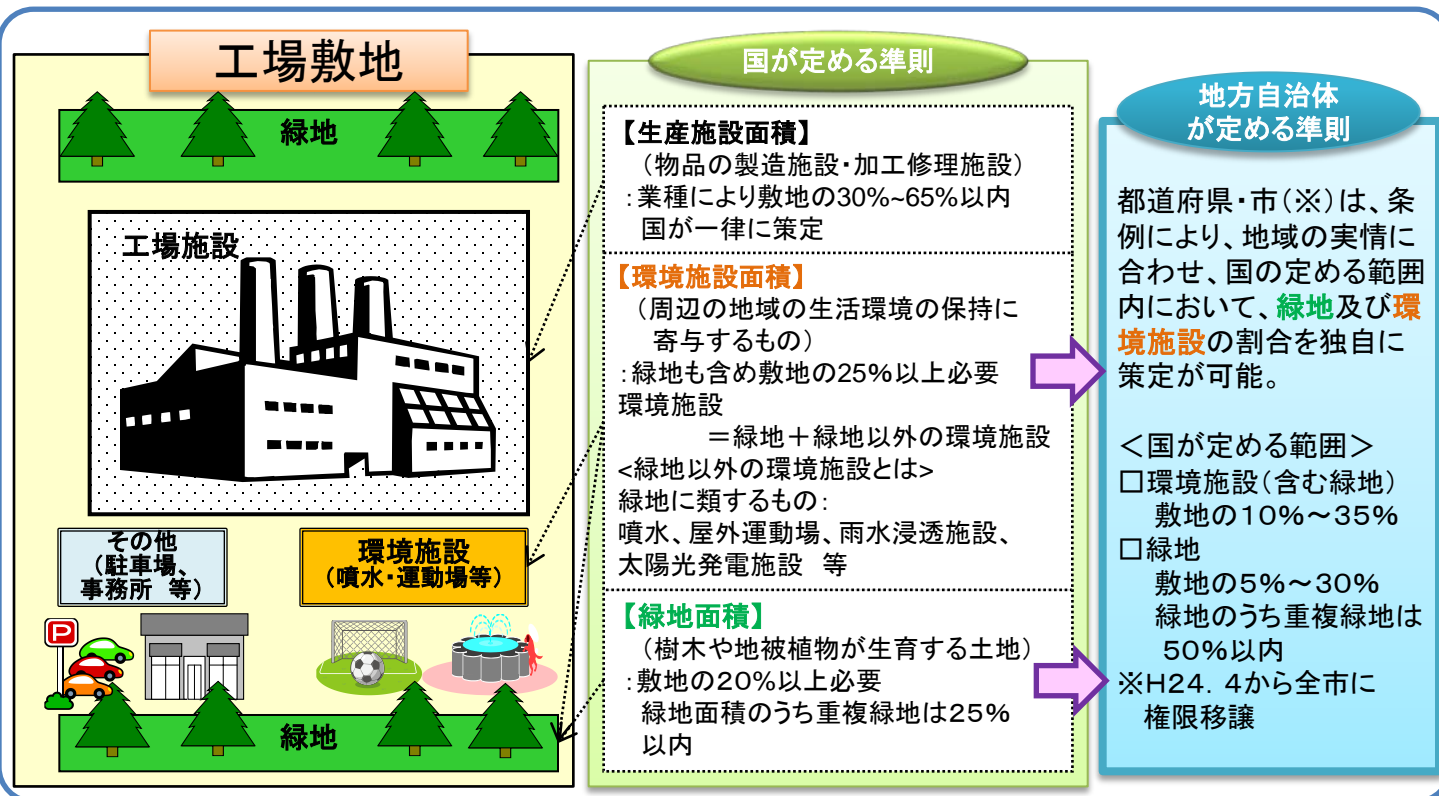 工場敷地
緑地
工場施設
その他
（駐車場、
事務所　等）
環境施設
（噴水・運動場等）
P
緑地
国が定める準則
【生産施設面積】
（物品の製造施設・加工修理施設）
：業種により敷地の30%~65%以内
国が一律に策定
【環境施設面積】
（周辺の地域の生活環境の保持に
寄与するもの）
：緑地も含め敷地の25%以上必要
環境施設
＝緑地＋緑地以外の環境施設
<緑地以外の環境施設とは>
緑地に類するもの：
噴水、屋外運動場、雨水浸透施設、
太陽光発電施設　等
【緑地面積】
（樹木や地被植物が生育する土地）
：敷地の20%以上必要
緑地面積のうち重複緑地は25%
以内
地方自治体
が定める準則
都道府県・市（※）は、条
例により、地域の実情に
合わせ、国の定める範囲
内において、緑地及び環
境施設の割合を独自に
策定が可能。
＜国が定める範囲＞
□環境施設（含む緑地）
敷地の１０％～３５％
□緑地
敷地の５％～３０％
緑地のうち重複緑地は
５０％以内
※Ｈ２４．４から全市に
権限移譲